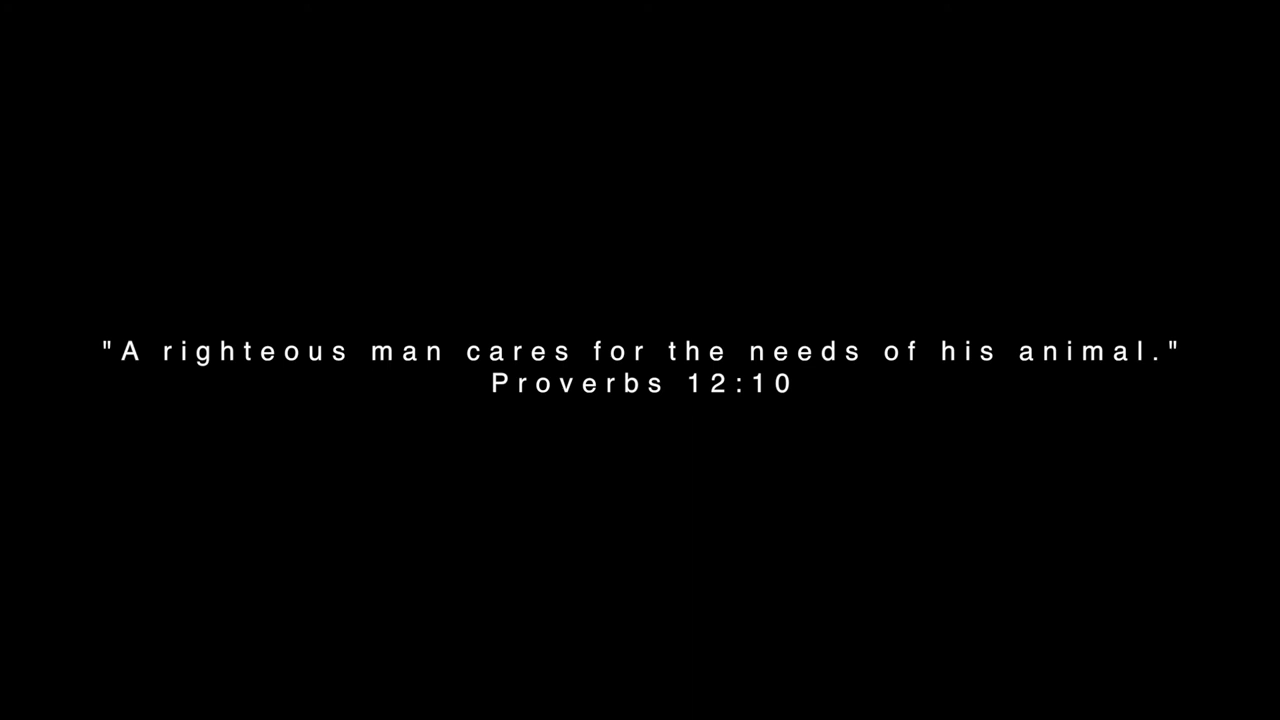 "A righteous man cares for the needs of his animal."
Proverbs 12:10